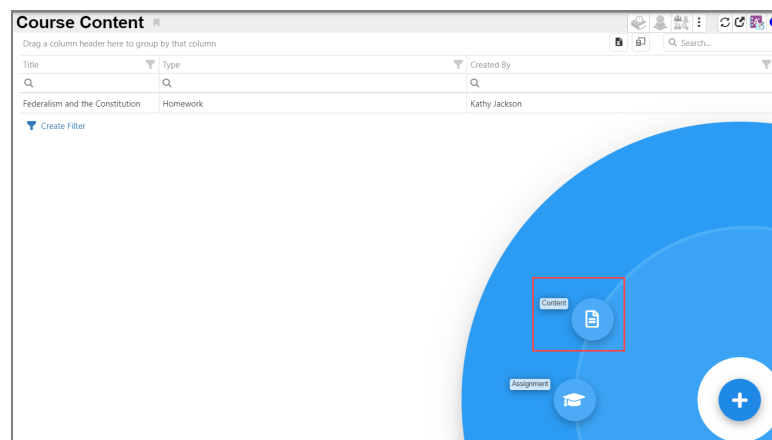 Course Content
Drag a column header here to group by that column
Search...
Title Type Created By
Federalism and the Constitution Homework Kathy Jackson
Create Filter
Content
Assignment